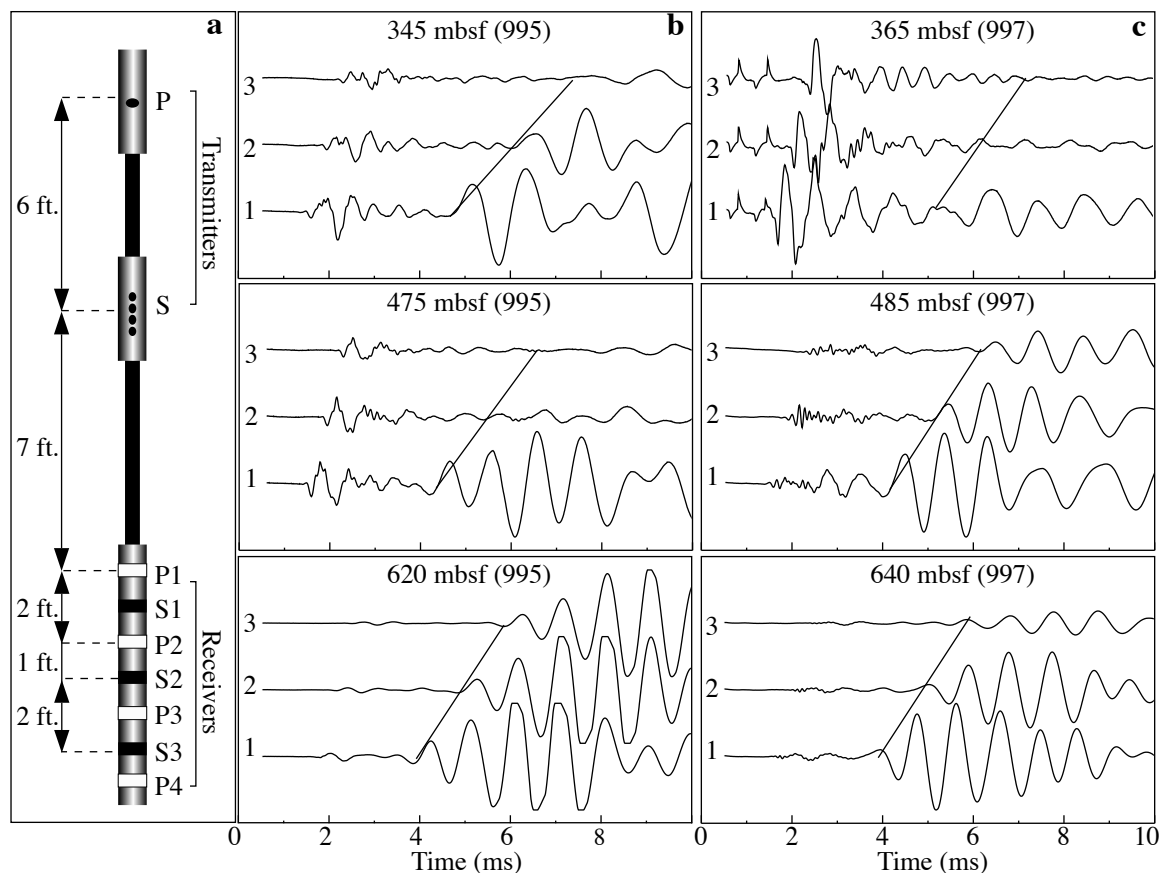 a
P
6 ft.
Transmitters
S
7 ft.
P1
2 ft.
S1
P2
1 ft.
S2
Receivers
2 ft.
P3
S3
P4
b
345 mbsf (995)
3
2
1
475 mbsf (995)
3
2
1
620 mbsf (995)
3
2
1
0 2 4 6 8
Time (ms)
c
365 mbsf (997)
3
2
1
485 mbsf (997)
3
2
1
640 mbsf (997)
3
2
1
0 2 4 6 8 10
Time (ms)